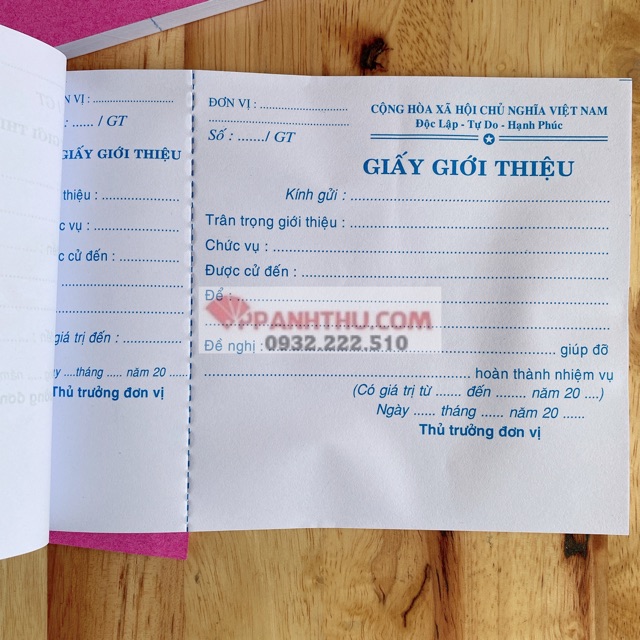 N VỊ : ....................
: ...... / GT
GIẤY GIỚI THIỆU
thiệu : ....................
c vụ : ....................
c cử đến : ....................
giá trị đến : ....................
....tháng ..... năm 20 .....
Thủ trưởng đơn vị
ĐƠN VỊ : ..........................
..........................................
Số : ......./ GT
CỘNG HÒA XÃ HỘI CHỦ NGHĨA VIỆT NAM
Độc Lập - Tự Do - Hạnh Phúc
GIẤY GIỚI THIỆU
Kính gửi : ......................................................
Trân trọng giới thiệu : ......................................................
Chức vụ : ......................................................
Được cử đến : ......................................................
Để : ......................................................
ANHTHU.COM
0932.222.510
Đề nghị : ...................................................... giúp đỡ
...................................................... hoàn thành nhiệm vụ
(Có giá trị từ ...... đến ........ năm 20 ....)
Ngày ...... tháng ...... năm 20 ......
Thủ trưởng đơn vị